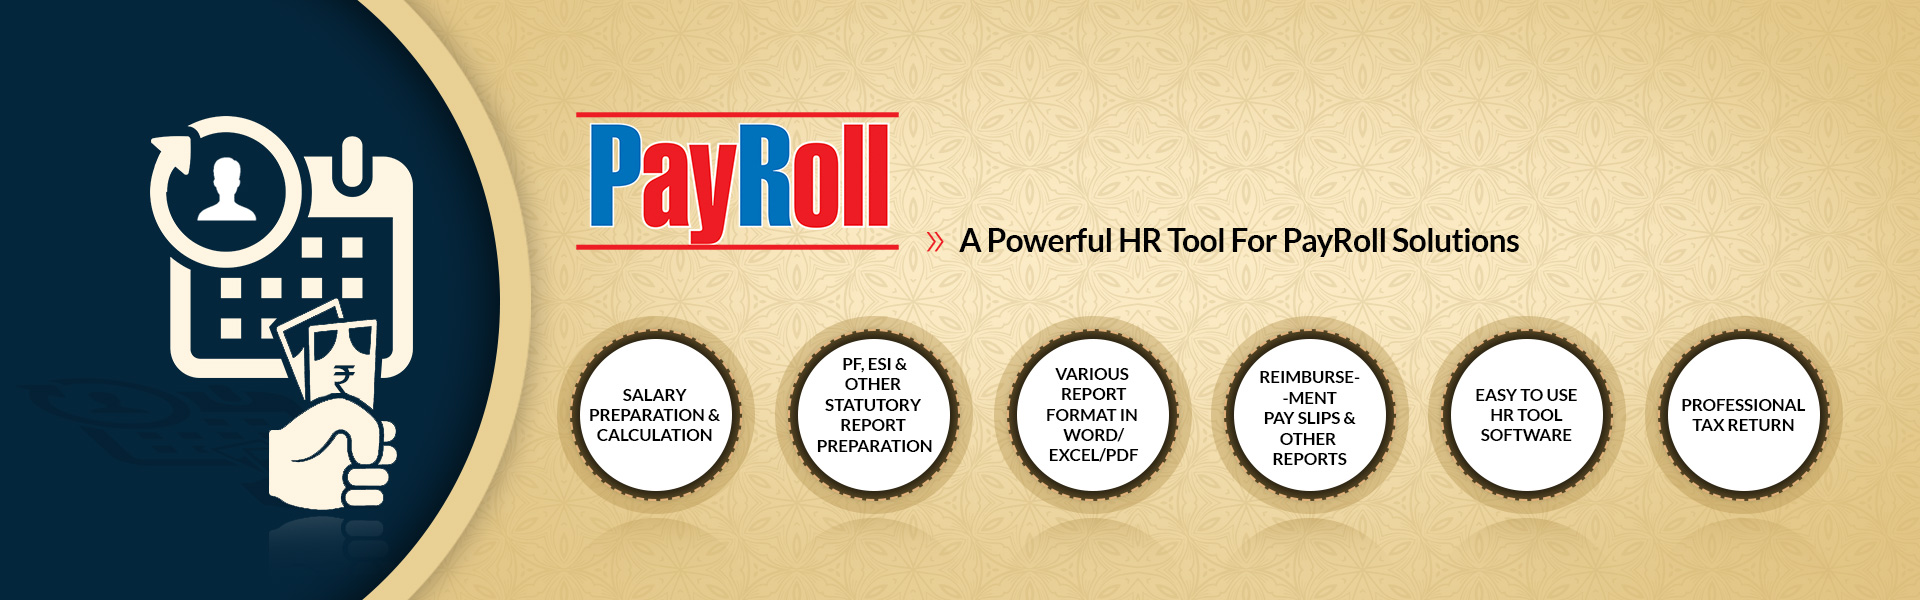 PayRoll
» A Powerful HR Tool For PayRoll Solutions
SALARY
PREPARATION &
CALCULATION
PF, ESI &
OTHER
STATUTORY
REPORT
PREPARATION
VARIOUS
REPORT
FORMAT IN
WORD/
EXCEL/PDF
REIMBURSE-
-MENT
PAY SLIPS &
OTHER
REPORTS
EASY TO USE
HR TOOL
SOFTWARE
PROFESSIONAL
TAX RETURN
₹